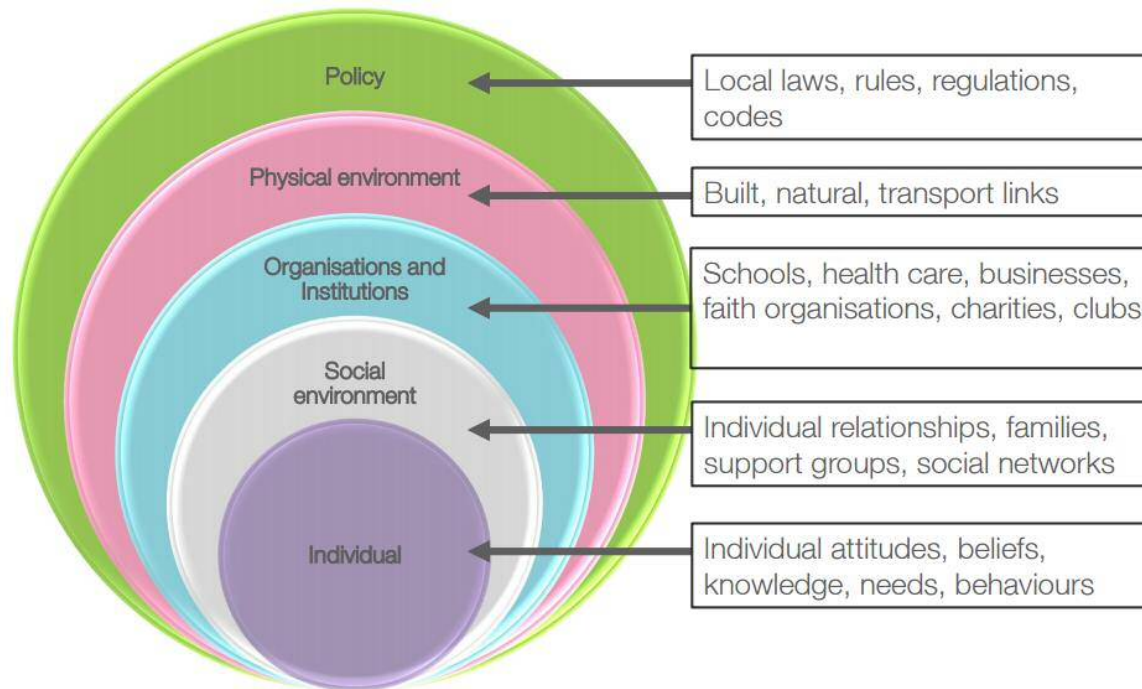 Policy
Local laws, rules, regulations,
codes
Physical environment
Built, natural, transport links
Organisations and
Institutions
Schools, health care, businesses,
faith organisations, charities, clubs
Social
environment
Individual relationships, families,
support groups, social networks
Individual
Individual attitudes, beliefs,
knowledge, needs, behaviours